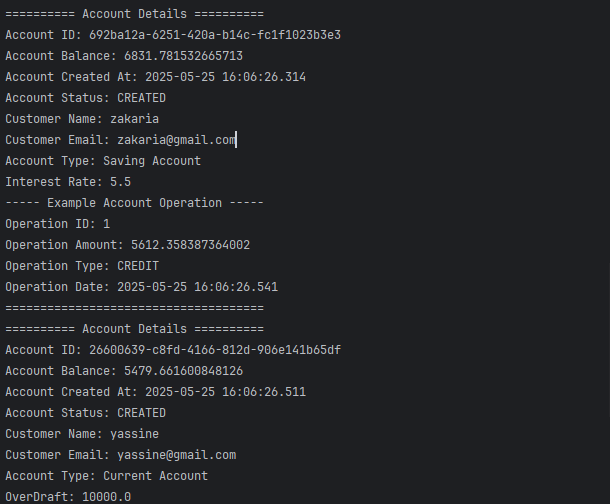 ========== Account Details ==========
Account ID: 692ba12a-6251-420a-b14c-fc1f1023b3e3
Account Balance: 6831.781532665713
Account Created At: 2025-05-25 16:06:26.314
Account Status: CREATED
Customer Name: zakaria
Customer Email: zakaria@gmail.com
Account Type: Saving Account
Interest Rate: 5.5
----- Example Account Operation -----
Operation ID: 1
Operation Amount: 5612.358387364002
Operation Type: CREDIT
Operation Date: 2025-05-25 16:06:26.541
=====================================
========== Account Details ==========
Account ID: 26600639-c8fd-4166-812d-906e141b65df
Account Balance: 5479.661600848126
Account Created At: 2025-05-25 16:06:26.511
Account Status: CREATED
Customer Name: yassine
Customer Email: yassine@gmail.com
Account Type: Current Account
OverDraft: 10000.0